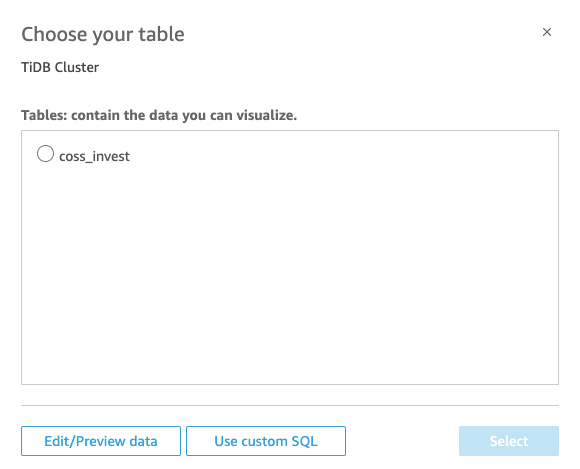 Choose your table
TiDB Cluster
Tables: contain the data you can visualize.
coss_invest
Edit/Preview data
Use custom SQL
Select